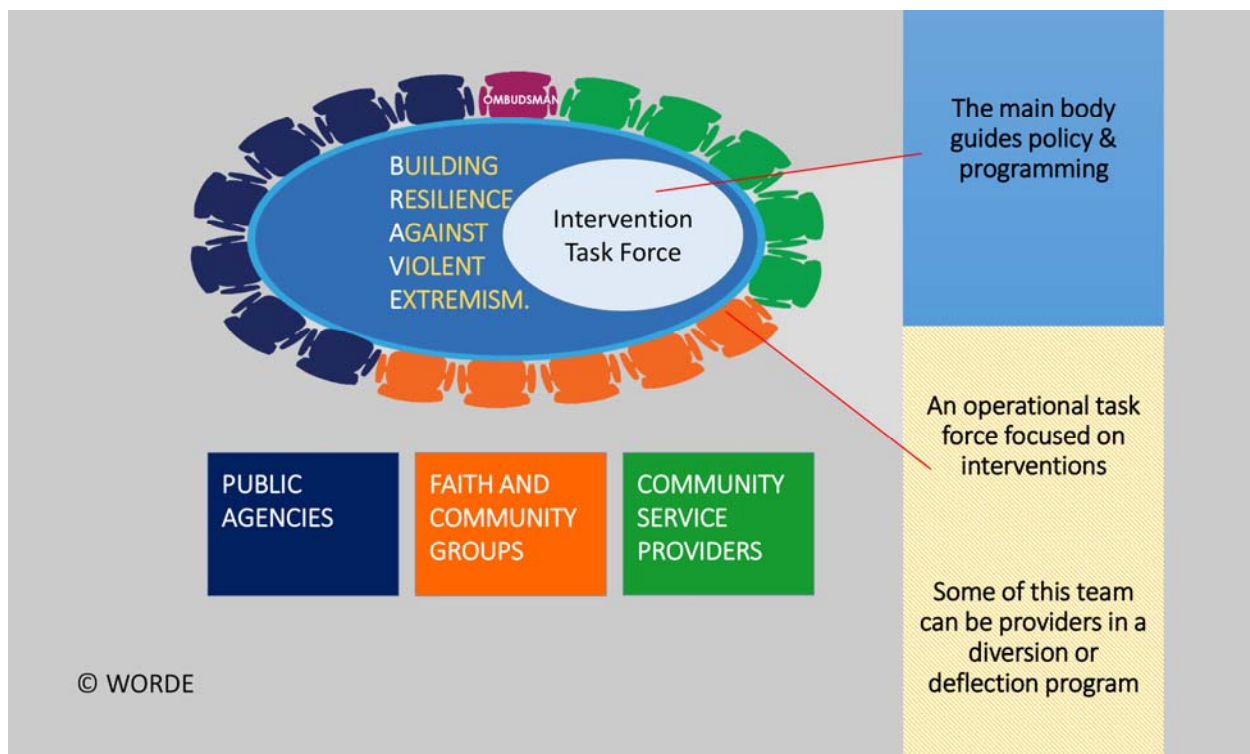 OMBUDSMAN
BUILDING
RESILIENCE
AGAINST
VIOLENT
EXTREMISM.
Intervention
Task Force
The main body
guides policy &
programming
An operational task
force focused on
interventions
Some of this team
can be providers in a
diversion or
deflection program
PUBLIC
AGENCIES
FAITH AND
COMMUNITY
GROUPS
COMMUNITY
SERVICE
PROVIDERS
© WORDE